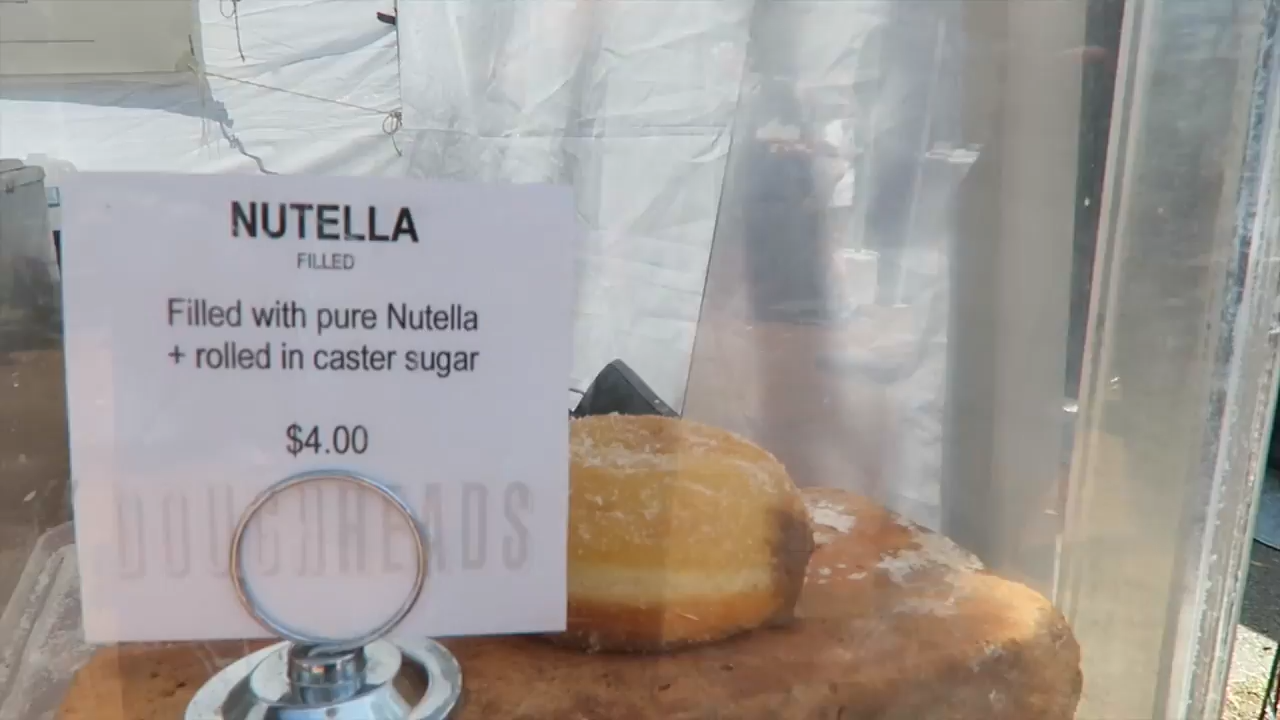 NUTELLA
FILLED
Filled with pure Nutella
+ rolled in caster sugar
$4.00
DOUGHHEADS